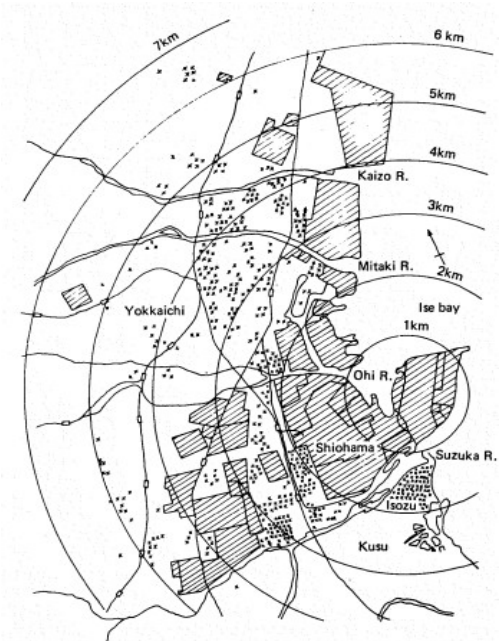 7km
6 km
5km
4km
Kaizo R.
3km
Mitaki R.
2km
Ise bay
Yokkaichi
1km
Ohi R.
Shiohama
Suzuka R.
Isozu
Kusu